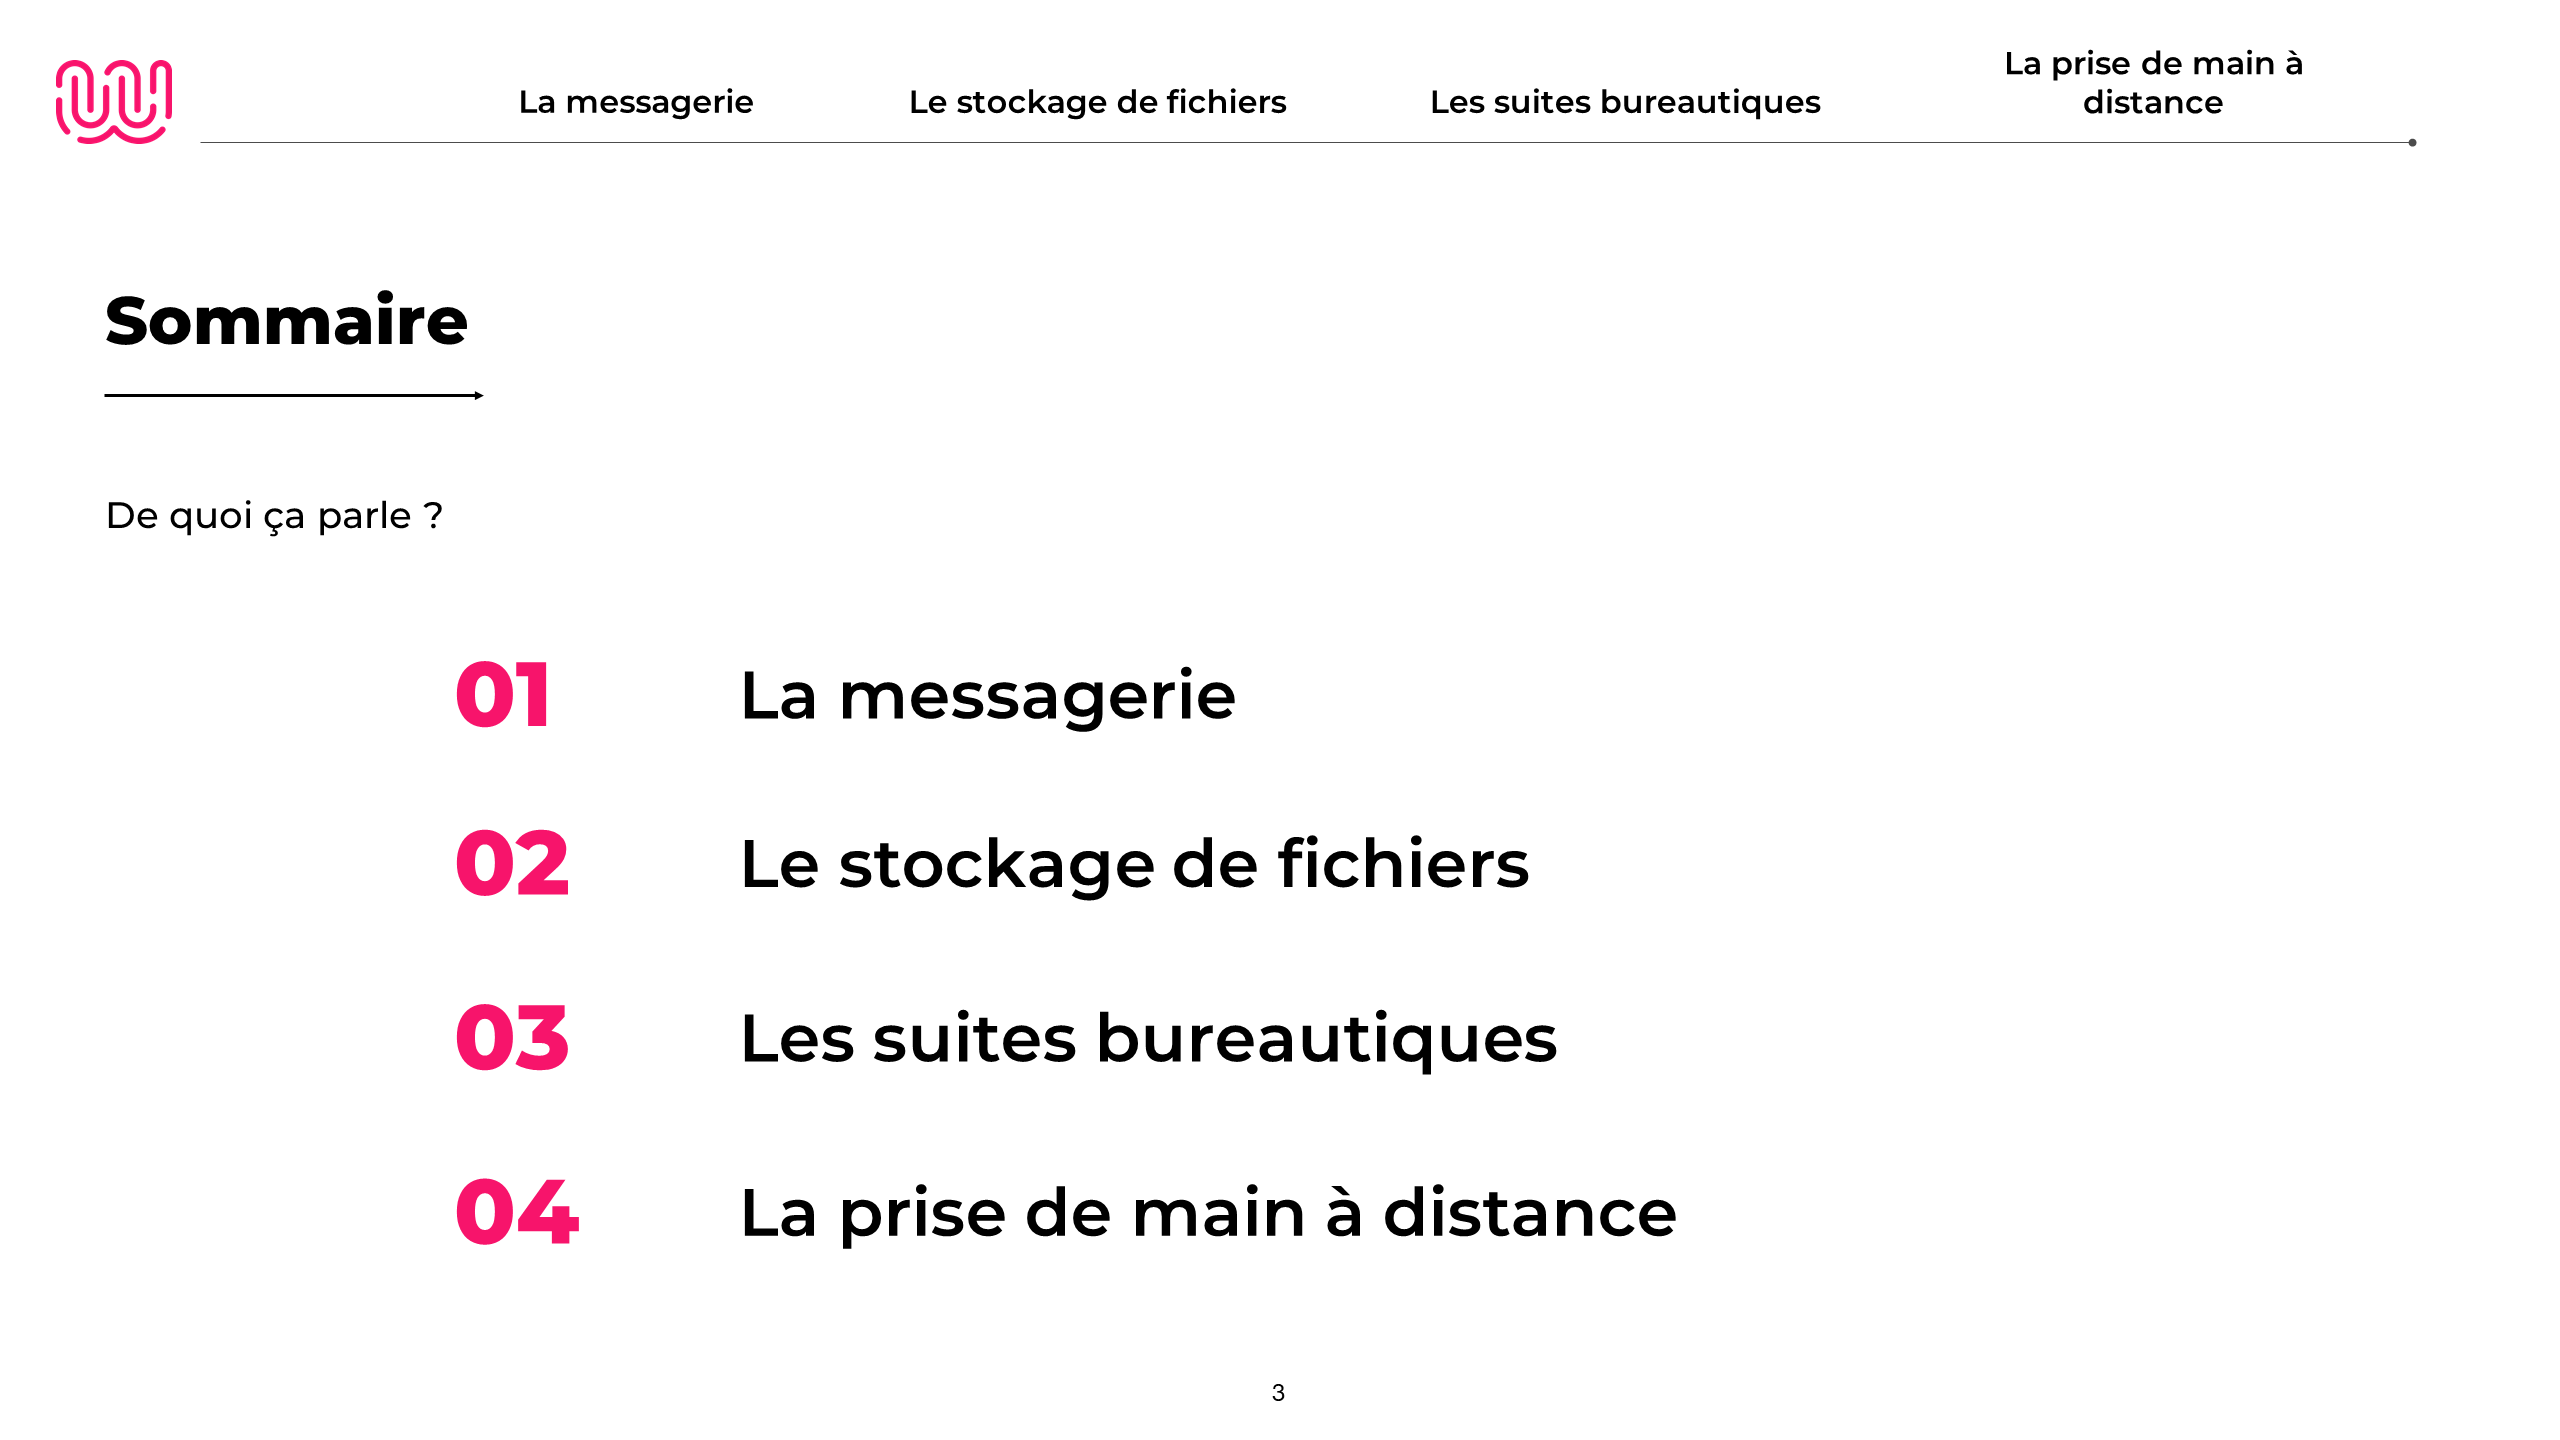 La messagerie
Le stockage de fichiers
Les suites bureautiques
La prise de main à
distance
Sommaire
De quoi ça parle ?
01 La messagerie
02 Le stockage de fichiers
03 Les suites bureautiques
04 La prise de main à distance
3